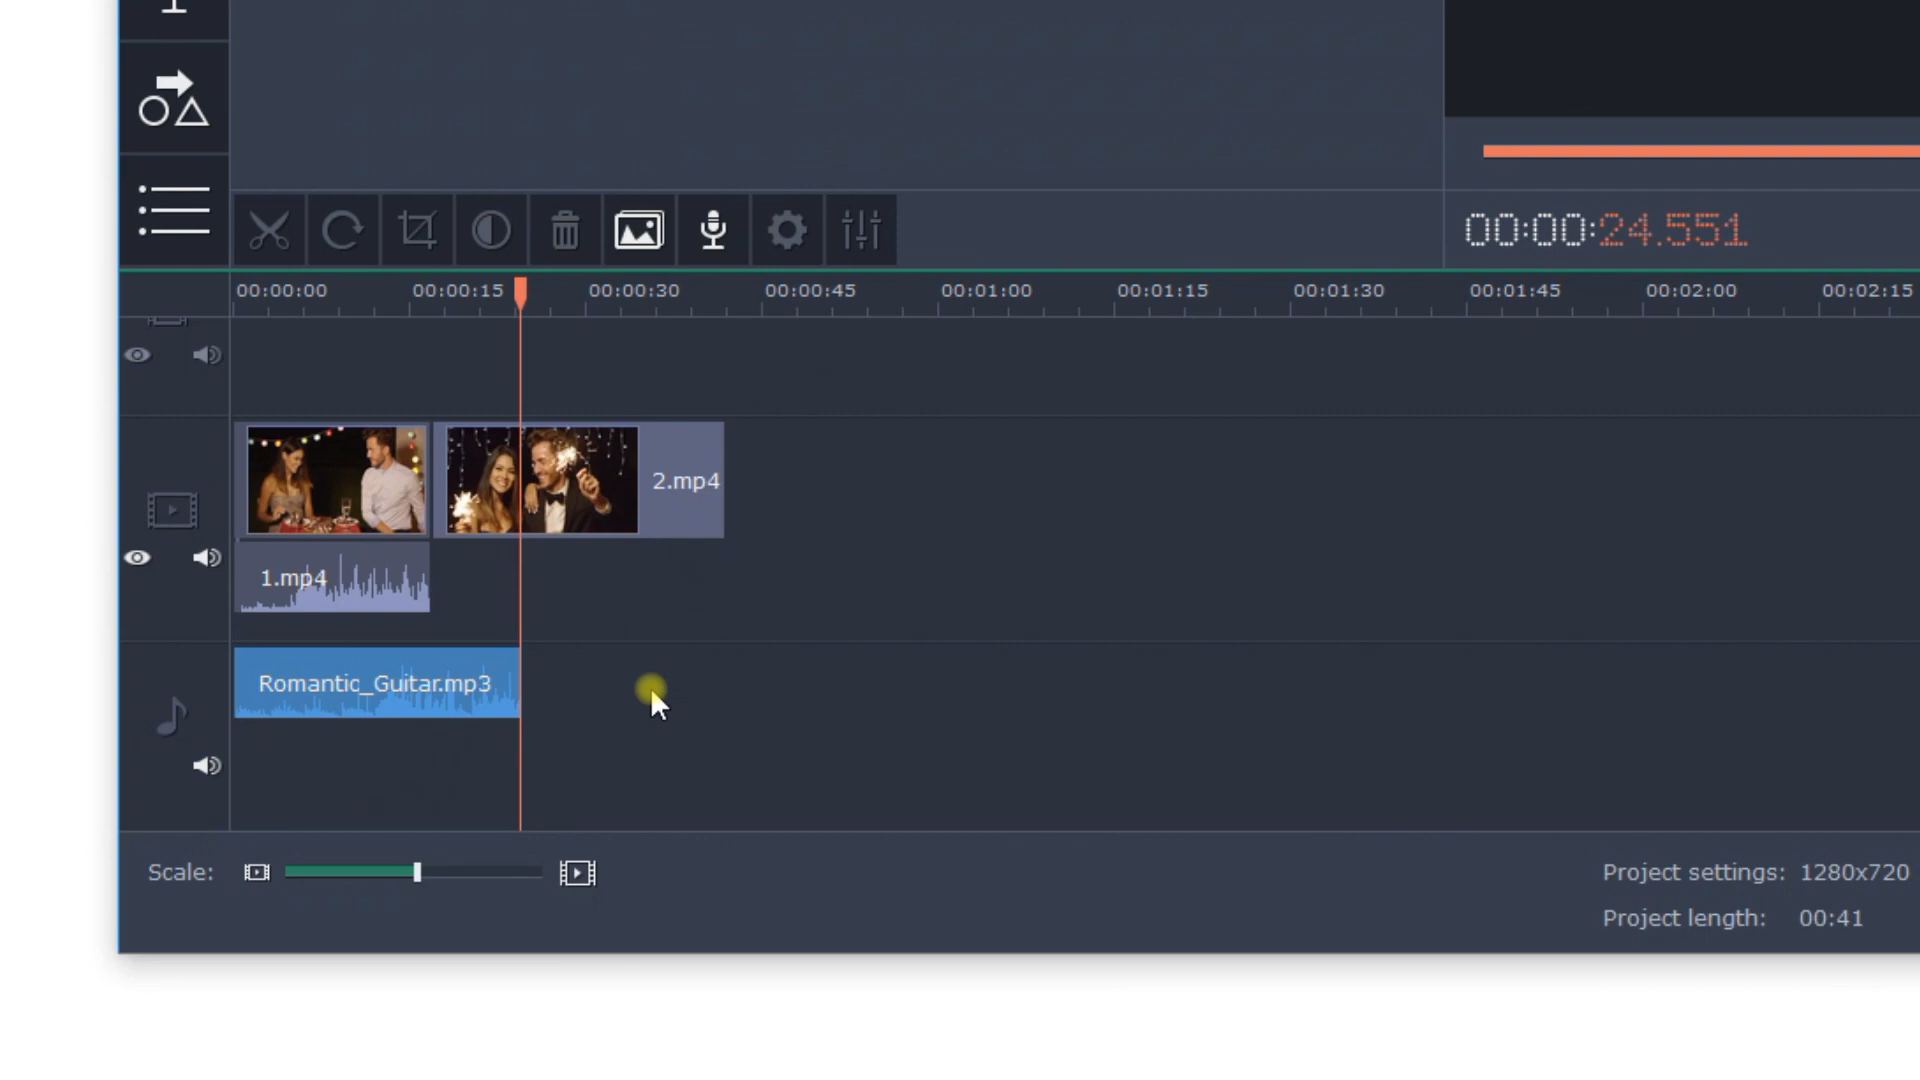 00:00:24.551
00:00:00 00:00:15 00:00:30 00:00:45 00:01:00 00:01:15 00:01:30 00:01:45 00:02:00 00:02:15
2.mp4
1.mp4
Romantic_Guitar.mp3
Scale:
Project settings: 1280x720
Project length: 00:41